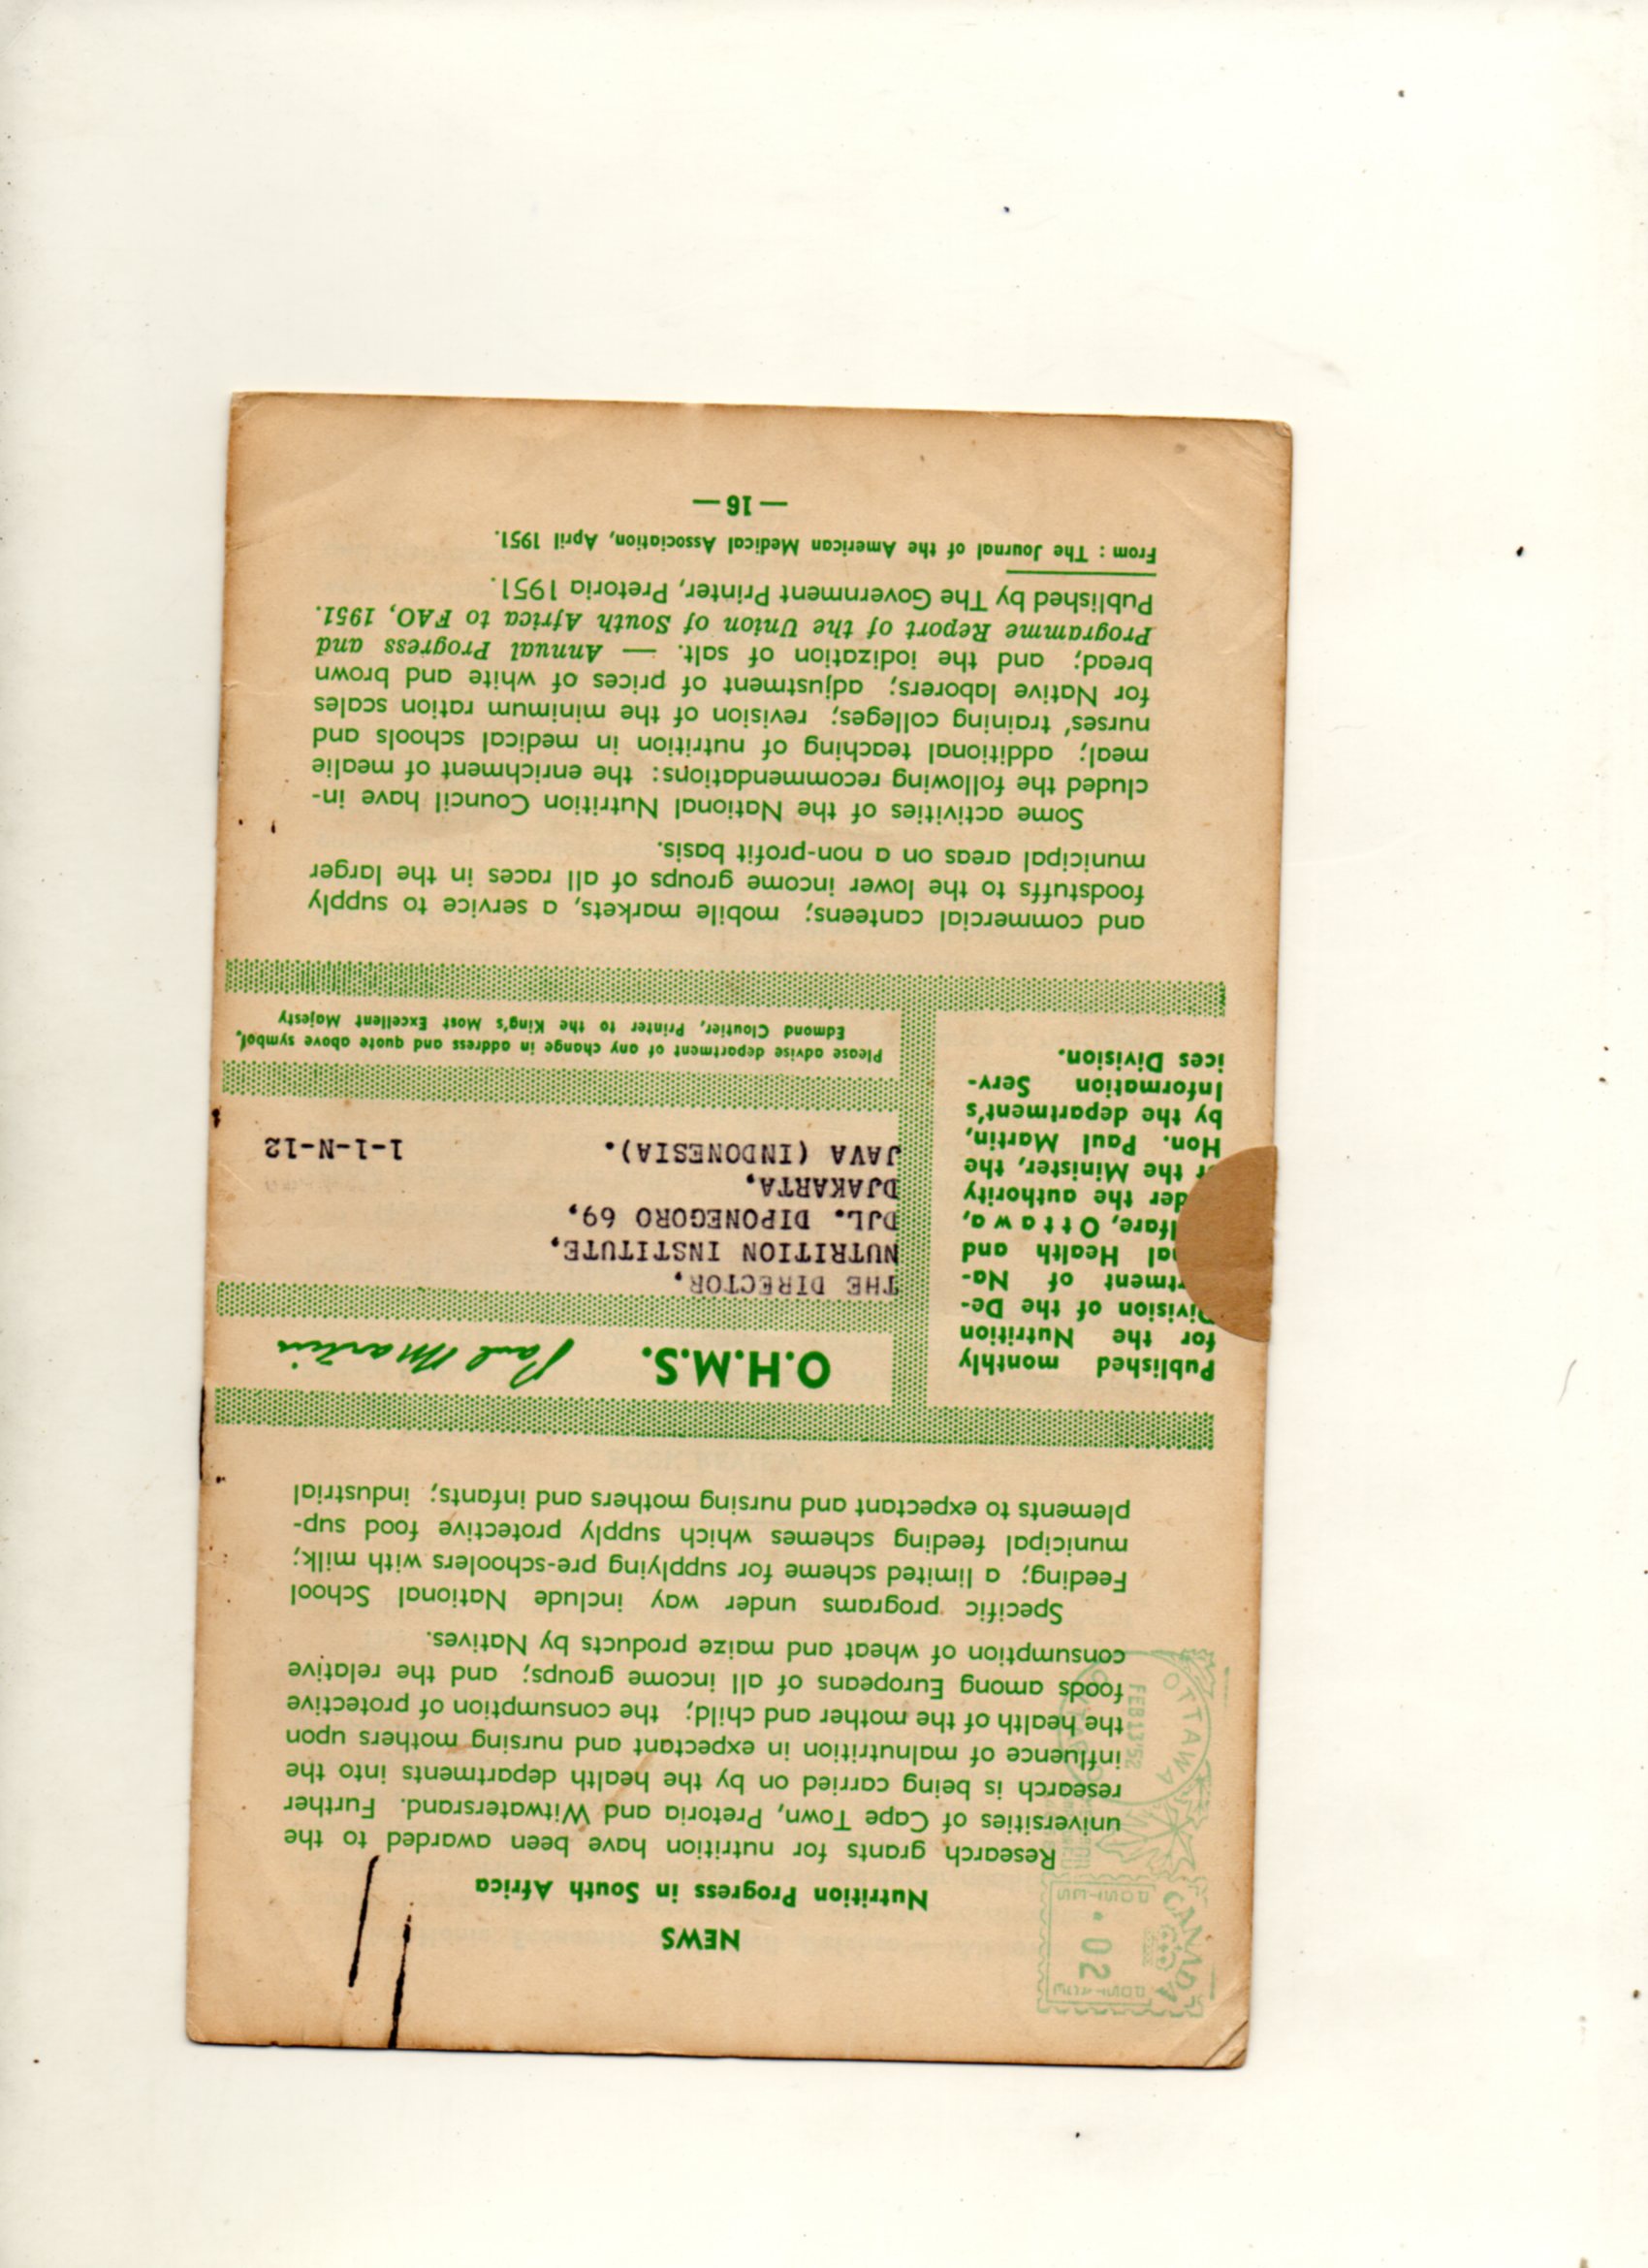 CANADA
.02
OTTAWA
FEB 13'52
NEWS
Nutrition Progress in South Africa
Research grants for nutrition have been awarded to the
universities of Cape Town, Pretoria and Witwatersrand. Further
research is being carried on by the health departments into the
influence of malnutrition in expectant and nursing mothers upon
the health of the mother and child; the consumption of protective
foods among Europeans of all income groups; and the relative
consumption of wheat and maize products by Natives.
Specific programs under way include National School
Feeding; a limited scheme for supplying pre-schoolers with milk;
municipal feeding schemes which supply protective food sup-
plements to expectant and nursing mothers and infants; industrial
Published monthly
for the Nutrition
Division of the De-
rtment of Na-
al Health and
lfare, Ottawa,
der the authority
the Minister, the
Hon. Paul Martin,
by the department's
Information Serv-
ices Division.
O.H.M.S. Paul Martin
THE DIRECTOR.
NUTRITION INSTITUTE.
DJL. DIPONEGORO 69,
DJAKARTA.
JAVA (INDONESIA). 1-1-N-12
Please advise department of any change in address and quote above symbol.
Edmond Cloutier, Printer to the King's Most Excellent Majesty
and commercial canteens; mobile markets, a service to supply
foodstuffs to the lower income groups of all races in the larger
municipal areas on a non-profit basis.
Some activities of the National Nutrition Council have in-
cluded the following recommendations: the enrichment of mealie
meal; additional teaching of nutrition in medical schools and
nurses' training colleges; revision of the minimum ration scales
for Native laborers; adjustment of prices of white and brown
bread; and the iodization of salt. — Annual Progress and
Programme Report of the Union of South Africa to FAO, 1951.
Published by The Government Printer, Pretoria 1951.
From : The Journal of the American Medical Association, April 1951.
— 16 —